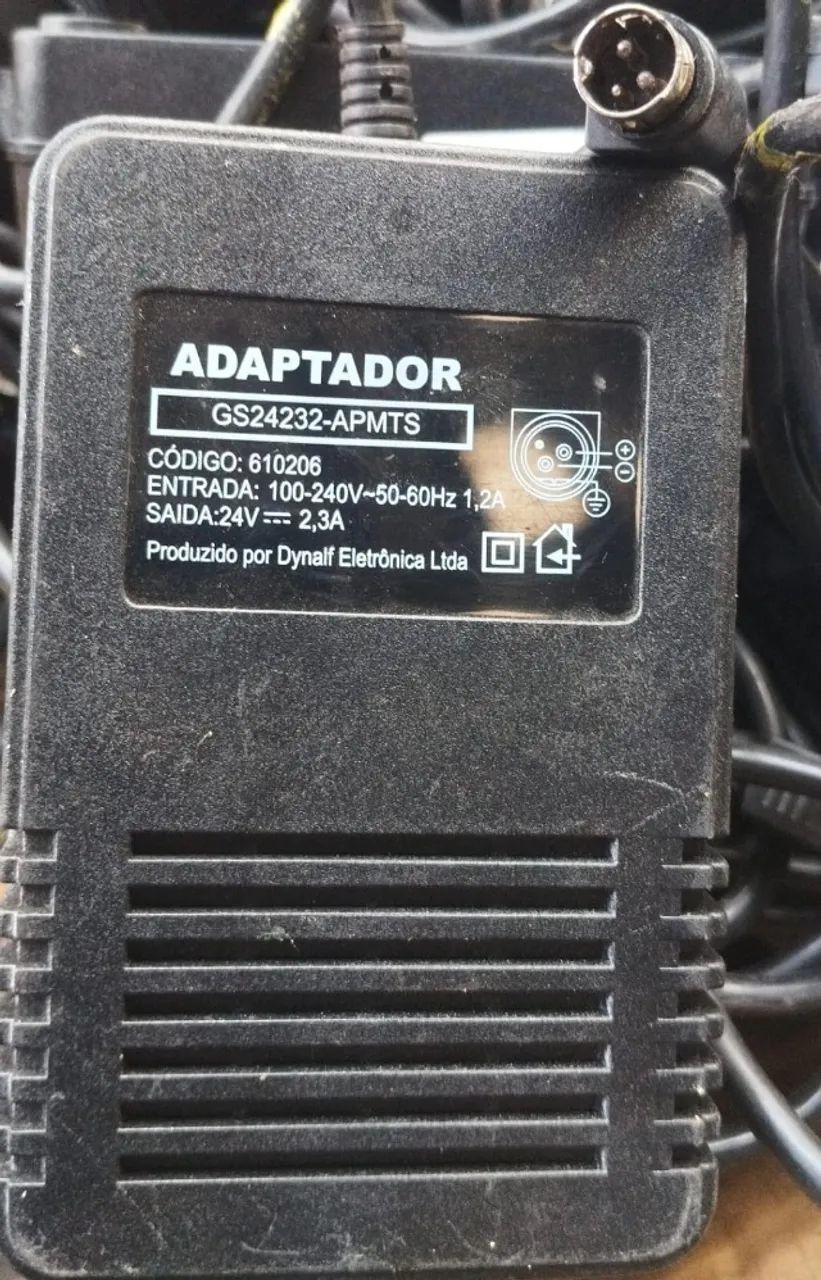 ADAPTADOR
GS24232-APMTS
CÓDIGO: 610206
ENTRADA: 100-240V~50-60Hz 1,2A
SAIDA:24V⎓ 2,3A
Produzido por Dynalf Eletrônica Ltda
+
−